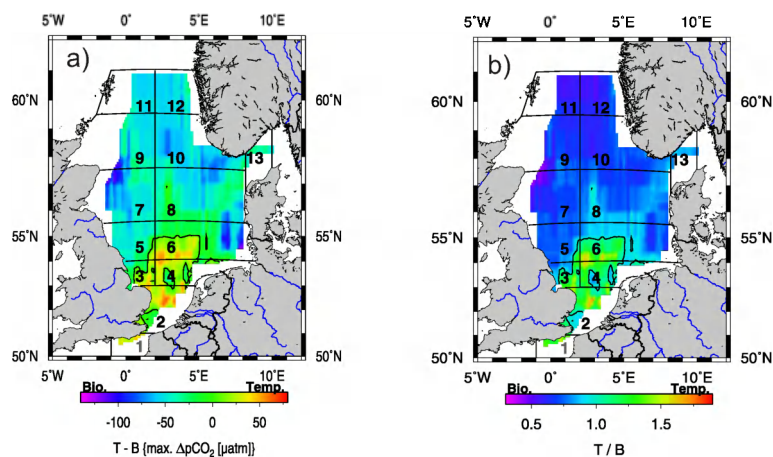 5°W 0° 5°E 10°E
5°W 0° 5°E 10°E
a)
b)
60°N 60°N 60°N 60°N
11 12
11 12
9 10 13
9 10 13
7 8
7 8
55°N 55°N 55°N 55°N
5 6
5 6
3 4
3 4
2
2
1
1
50°N 50°N 50°N 50°N
5°W 0° 5°E 10°E
5°W 0° 5°E 10°E
Bio. Temp.
Bio. Temp.
-100 -50 0 50
0.5 1.0 1.5
T - B {max. ΔpCO₂ [µatm]}
T / B